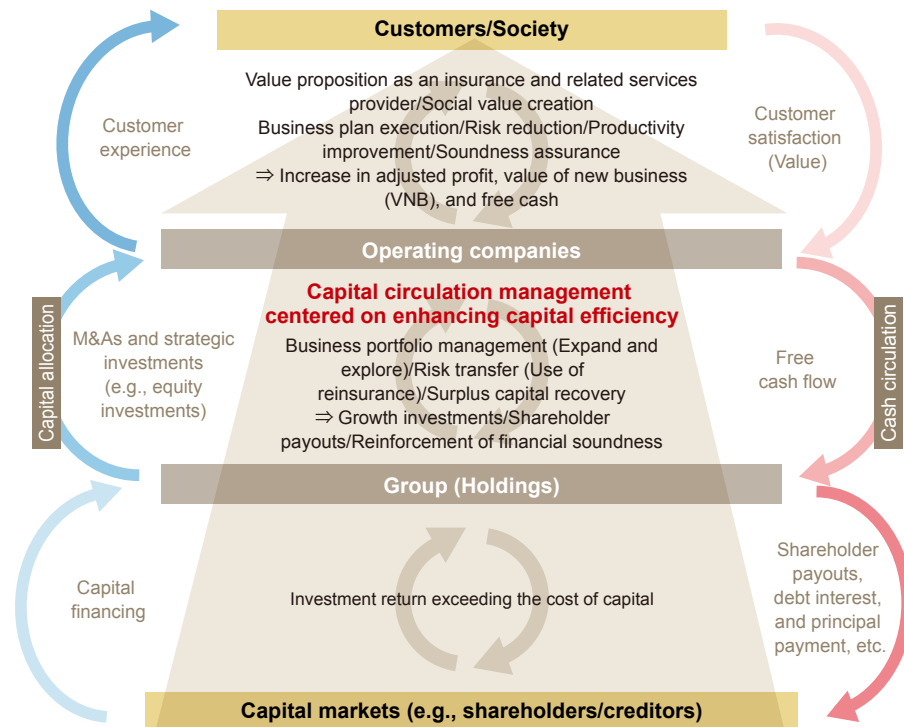 Customers/Society
Value proposition as an insurance and related services
provider/Social value creation
Business plan execution/Risk reduction/Productivity
improvement/Soundness assurance
⇒ Increase in adjusted profit, value of new business
(VNB), and free cash
Customer
experience
Customer
satisfaction
(Value)
Operating companies
Capital circulation management
centered on enhancing capital efficiency
Business portfolio management (Expand and
explore)/Risk transfer (Use of
reinsurance)/Surplus capital recovery
⇒ Growth investments/Shareholder
payouts/Reinforcement of financial soundness
Capital allocation
M&As and strategic
investments
(e.g., equity
investments)
Free
cash flow
Cash circulation
Group (Holdings)
Capital
financing
Investment return exceeding the cost of capital
Shareholder
payouts,
debt interest,
and principal
payment, etc.
Capital markets (e.g., shareholders/creditors)